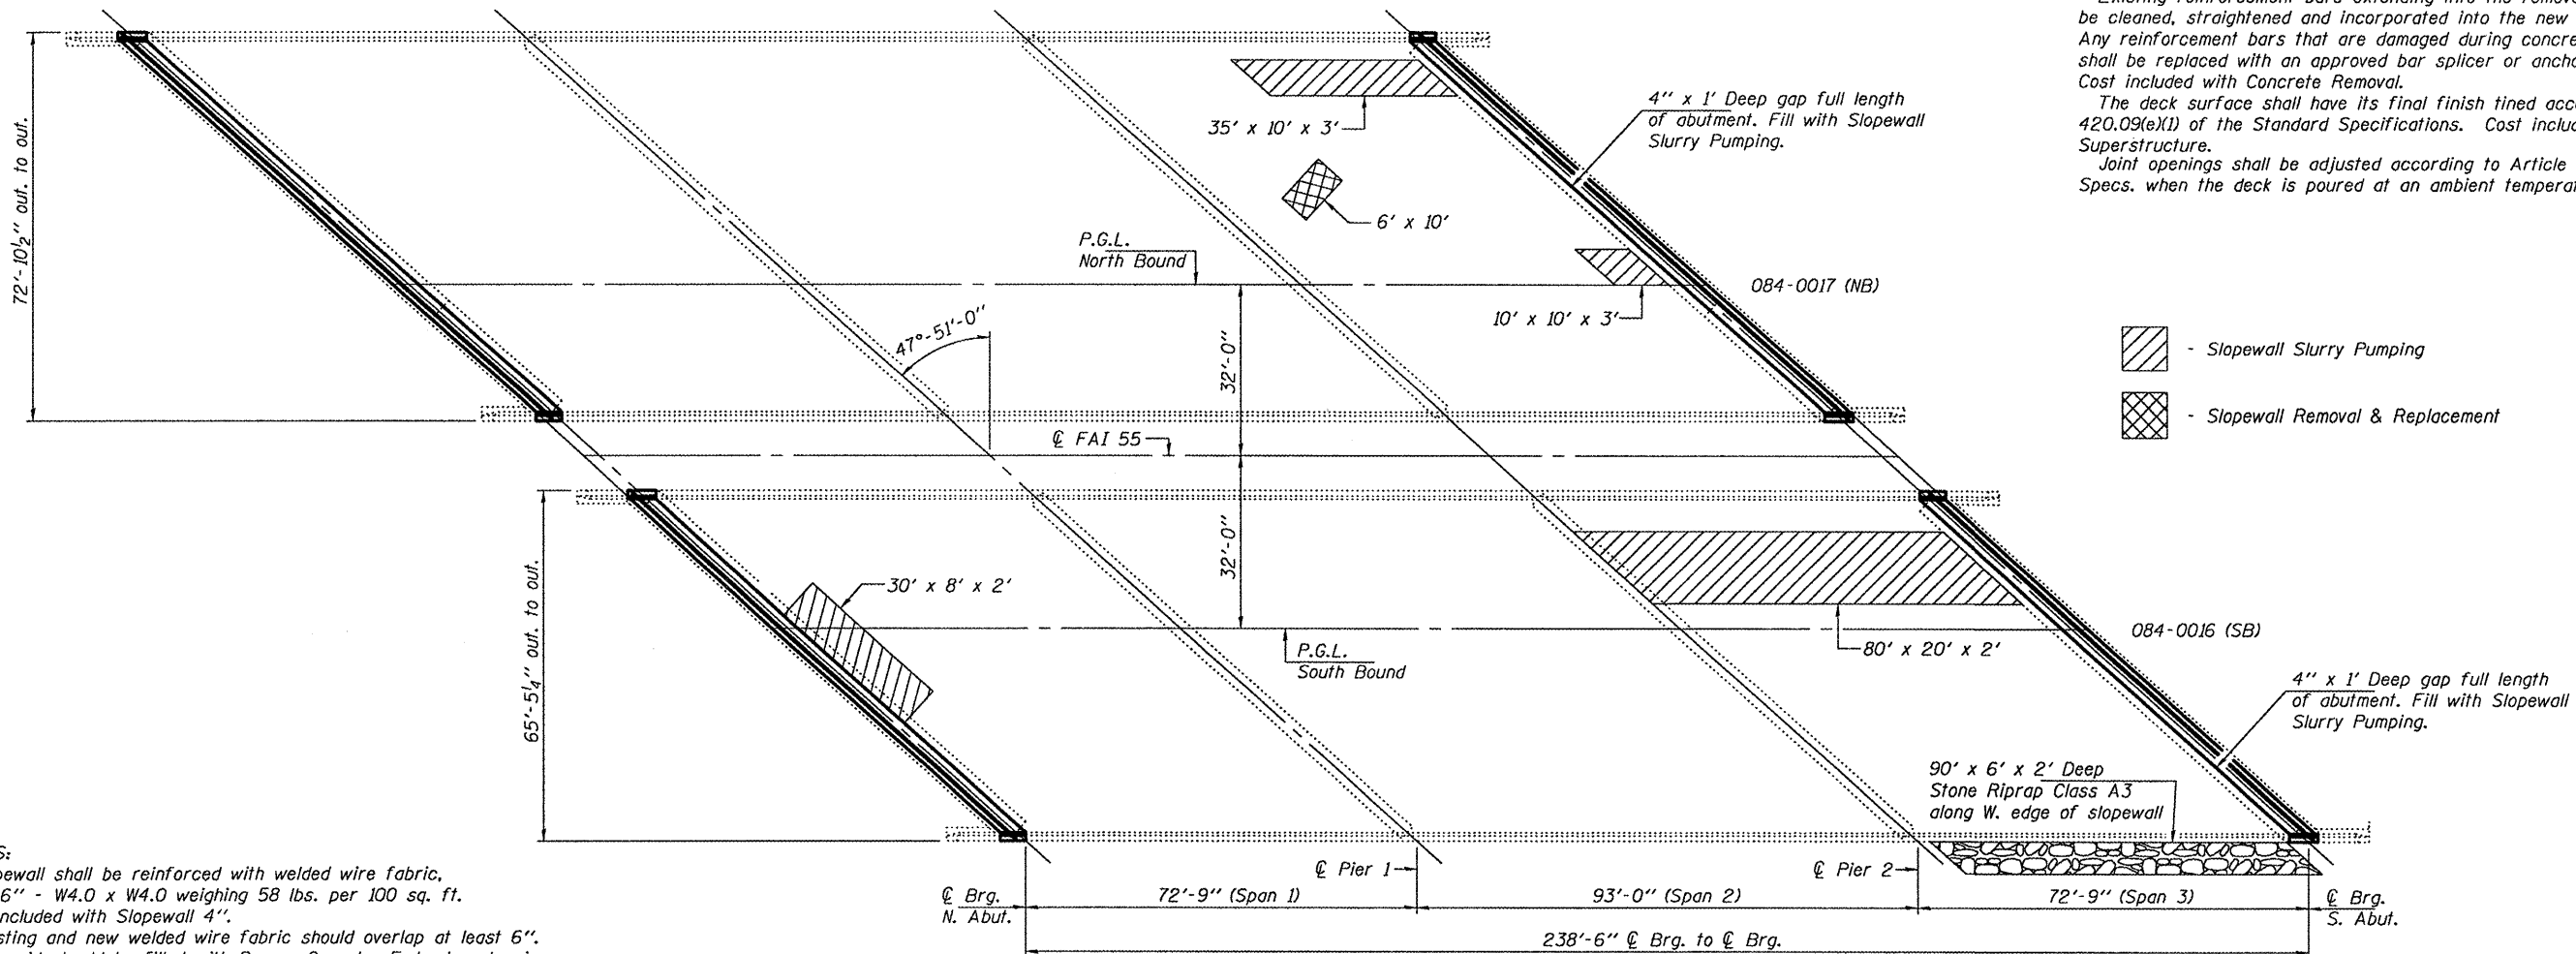 be cleaned, straightened and incorporated into the new
Any reinforcement bars that are damaged during
shall be replaced with an approved bar splicer or
Cost included with Concrete Removal.
The deck surface shall have its final finish tined
420.09(e)(1) of the Standard Specifications. Cost
Superstructure.
Joint openings shall be adjusted according to Article
Specs. when the deck is poured at an ambient
72'-10½" out. to out.
35' x 10' x 3'
4" x 1' Deep gap full length
of abutment. Fill with Slopewall
Slurry Pumping.
6' x 10'
P.G.L.
North Bound
084-0017 (NB)
10' x 10' x 3'
47°-51'-0"
32'-0"
- Slopewall Slurry Pumping
- Slopewall Removal & Replacement
℄ FAI 55
32'-0"
30' x 8' x 2'
65'-5¼" out. to out.
P.G.L.
South Bound
80' x 20' x 2'
084-0016 (SB)
4" x 1' Deep gap full length
of abutment. Fill with Slopewall
Slurry Pumping.
90' x 6' x 2' Deep
Stone Riprap Class A3
along W. edge of slopewall
shall be reinforced with welded wire fabric,
6" - W4.0 x W4.0 weighing 58 lbs. per 100 sq. ft.
included with Slopewall 4".
and new welded wire fabric should overlap at least 6".
℄ Pier 1
℄ Pier 2
℄ Brg.
N. Abut.
72'-9" (Span 1)
93'-0" (Span 2)
72'-9" (Span 3)
℄ Brg.
S. Abut.
238'-6" ℄ Brg. to ℄ Brg.